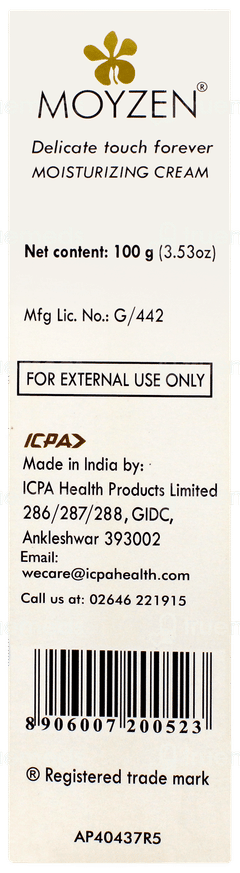 MOYZEN®
Delicate touch forever
MOISTURIZING CREAM
Net content: 100 g (3.53oz)
Mfg Lic. No.: G/442
FOR EXTERNAL USE ONLY
ICPA
Made in India by:
ICPA Health Products Limited
286/287/288, GIDC,
Ankleshwar 393002
Email:
wecare@icpahealth.com
Call us at: 02646 221915
8 906007 200523
® Registered trade mark
AP40437R5